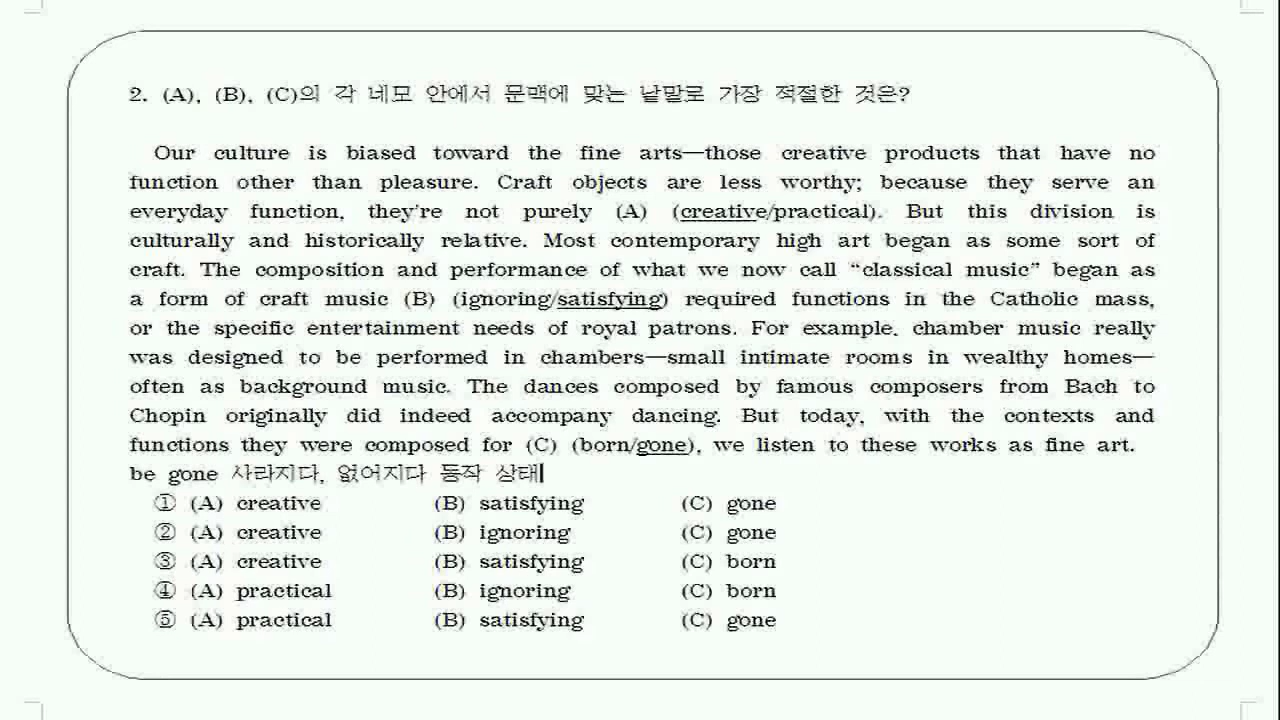 2. (A), (B), (C)의 각 네모 안에서 문맥에 맞는 낱말로 가장 적절한 것은?
Our culture is biased toward the fine arts—those creative products that have no
function other than pleasure. Craft objects are less worthy; because they serve an
everyday function, they're not purely (A) (creative/practical). But this division is
culturally and historically relative. Most contemporary high art began as some sort of
craft. The composition and performance of what we now call “classical music” began as
a form of craft music (B) (ignoring/satisfying) required functions in the Catholic mass,
or the specific entertainment needs of royal patrons. For example, chamber music really
was designed to be performed in chambers—small intimate rooms in wealthy homes—
often as background music. The dances composed by famous composers from Bach to
Chopin originally did indeed accompany dancing. But today, with the contexts and
functions they were composed for (C) (born/gone), we listen to these works as fine art.
be gone 사라지다, 없어지다 동작 상태
① (A) creative (B) satisfying (C) gone
② (A) creative (B) ignoring (C) gone
③ (A) creative (B) satisfying (C) born
④ (A) practical (B) ignoring (C) born
⑤ (A) practical (B) satisfying (C) gone